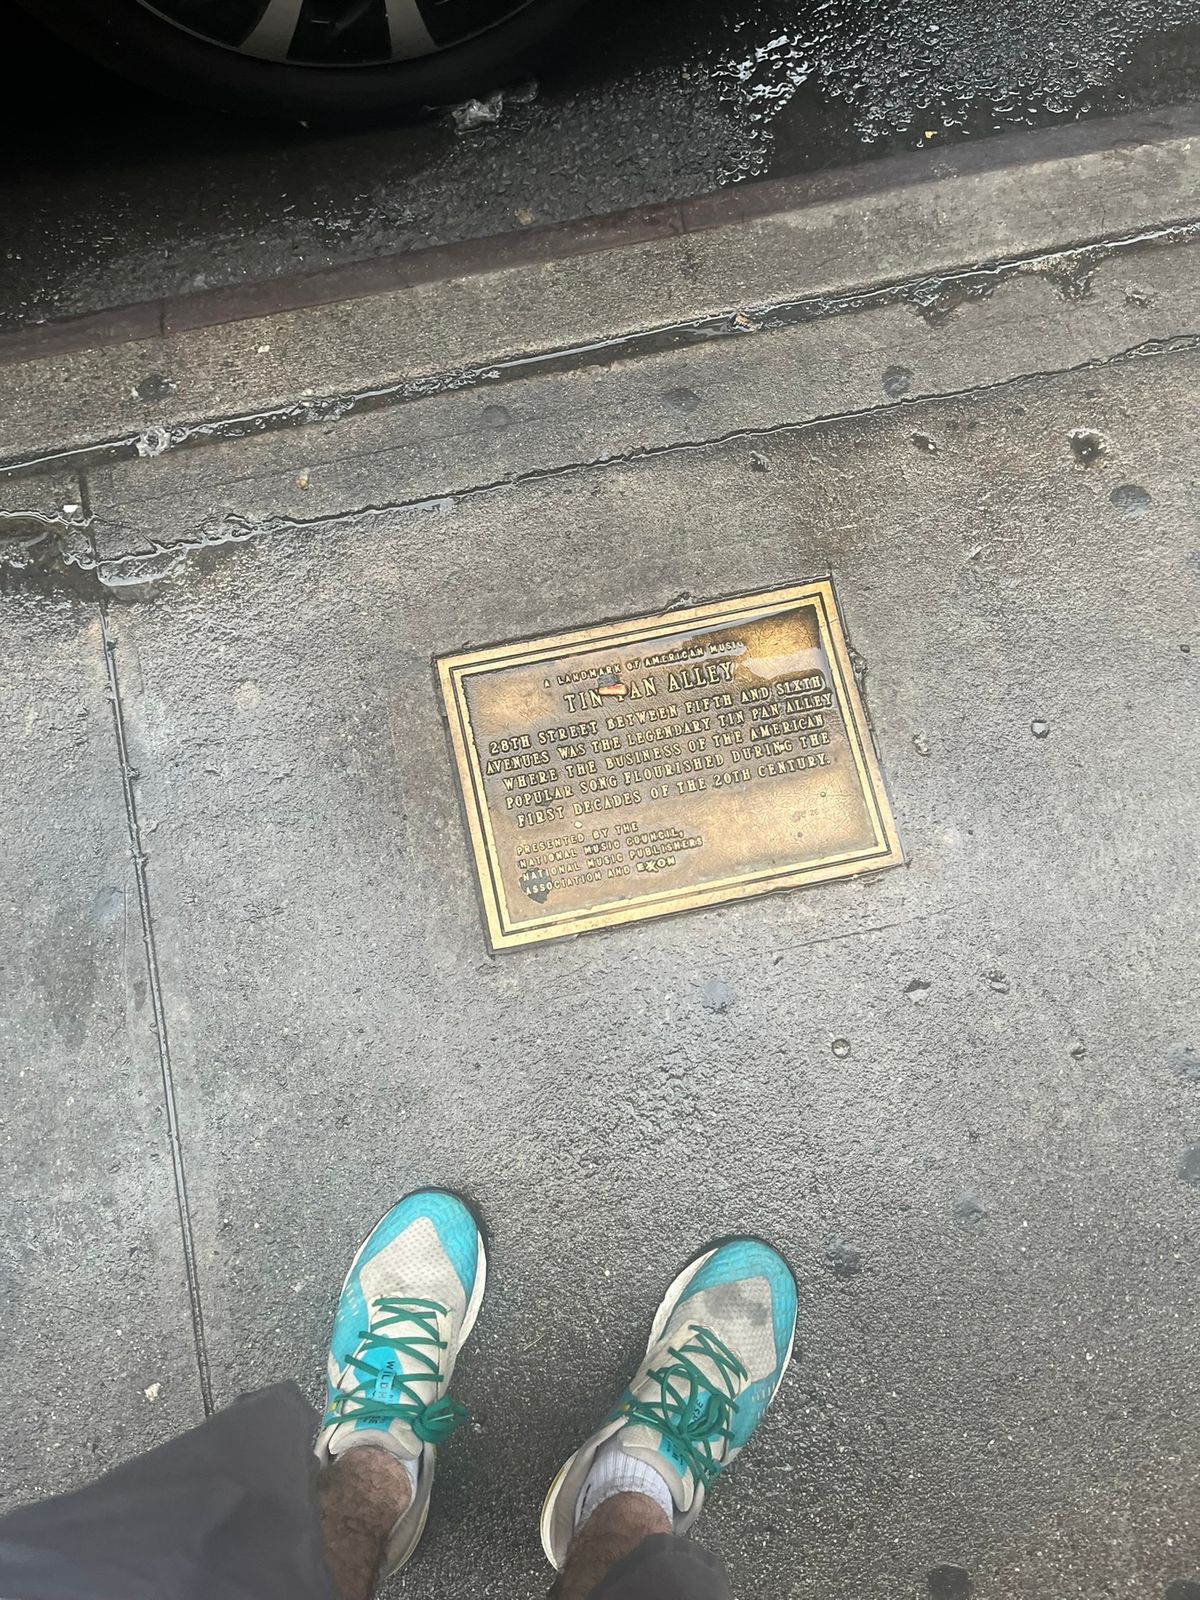 A LANDMARK OF AMERICAN MUSIC
TIN PAN ALLEY
28TH STREET BETWEEN FIFTH AND SIXTH
AVENUES WAS THE LEGENDARY TIN PAN ALLEY
WHERE THE BUSINESS OF THE AMERICAN
POPULAR SONG FLOURISHED DURING THE
FIRST DECADES OF THE 20TH CENTURY.
PRESENTED BY THE
NATIONAL MUSIC COUNCIL,
NATIONAL MUSIC PUBLISHERS
ASSOCIATION AND EXXON